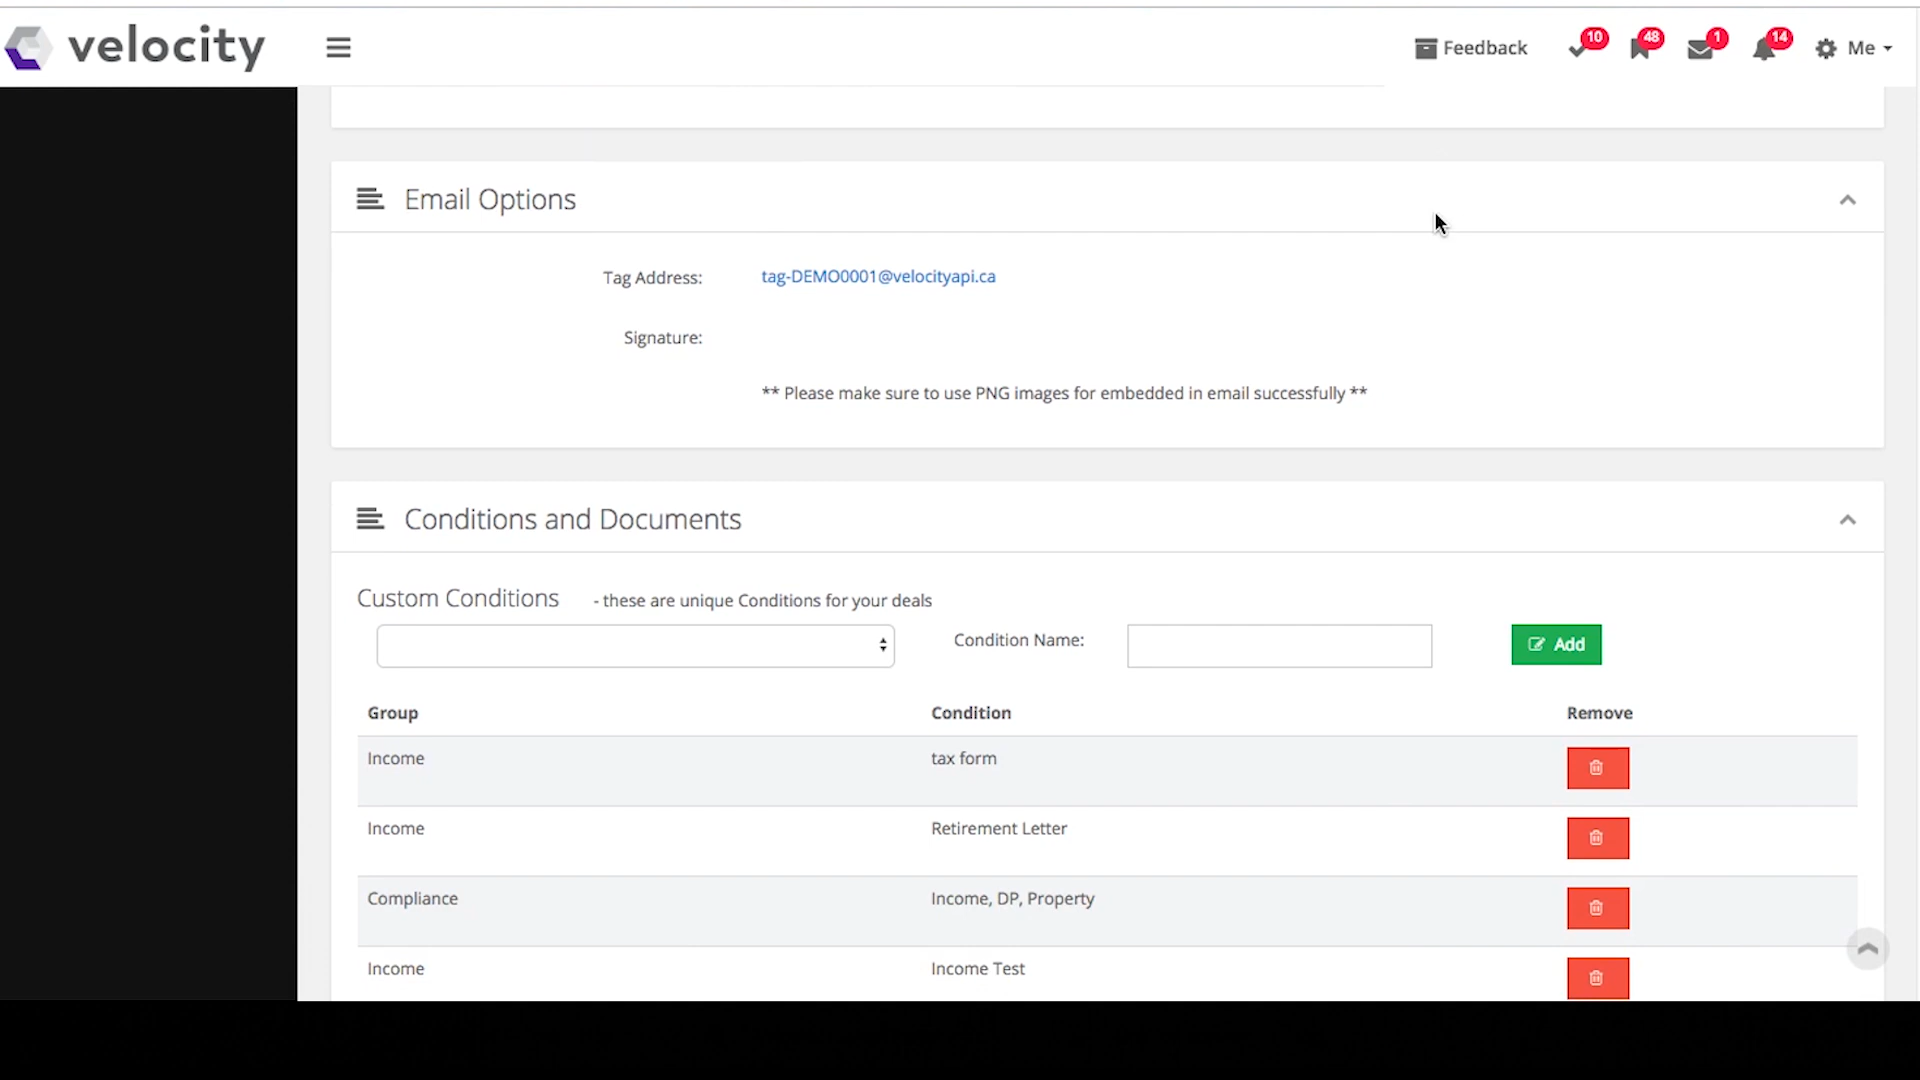 velocity
Feedback 10 48 1 14 Me
Email Options
Tag Address: tag-DEMO0001@velocityapi.ca
Signature:
** Please make sure to use PNG images for embedded in email successfully **
Conditions and Documents
Custom Conditions - these are unique Conditions for your deals
Condition Name: Add
Group Condition Remove
Income tax form
Income Retirement Letter
Compliance Income, DP, Property
Income Income Test